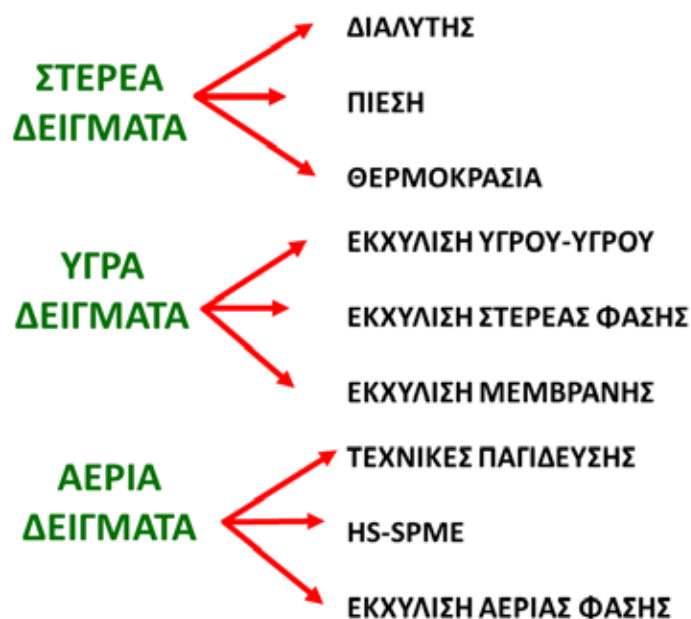 ΣΤΕΡΕΑ
ΔΕΙΓΜΑΤΑ
ΔΙΑΛΥΤΗΣ
ΠΙΕΣΗ
ΘΕΡΜΟΚΡΑΣΙΑ
ΥΓΡΑ
ΔΕΙΓΜΑΤΑ
ΕΚΧΥΛΙΣΗ ΥΓΡΟΥ-ΥΓΡΟΥ
ΕΚΧΥΛΙΣΗ ΣΤΕΡΕΑΣ ΦΑΣΗΣ
ΕΚΧΥΛΙΣΗ ΜΕΜΒΡΑΝΗΣ
ΑΕΡΙΑ
ΔΕΙΓΜΑΤΑ
ΤΕΧΝΙΚΕΣ ΠΑΓΙΔΕΥΣΗΣ
HS-SPME
ΕΚΧΥΛΙΣΗ ΑΕΡΙΑΣ ΦΑΣΗΣ